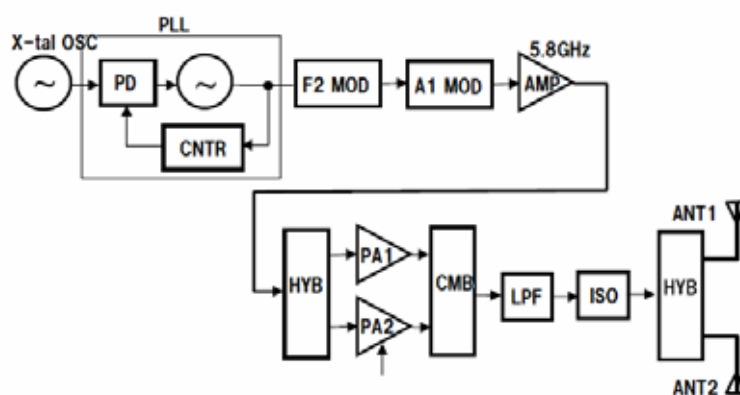 PLL
X-tal OSC
PD
CNTR
F2 MOD
A1 MOD
5.8GHz
AMP
HYB
PA1
PA2
CMB
LPF
ISO
HYB
ANT1
ANT2